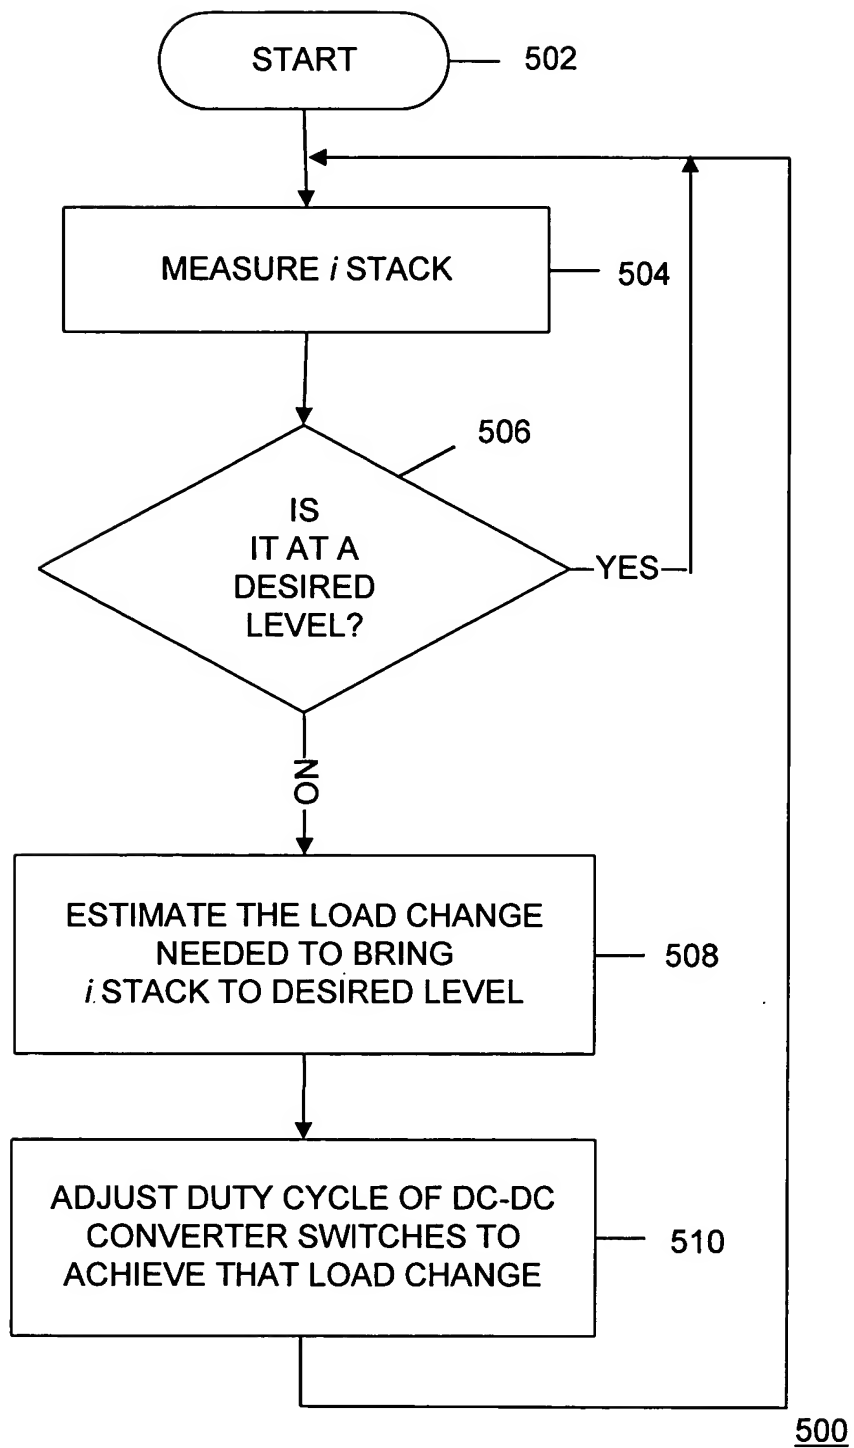 START
502
MEASURE i STACK
504
506
IS
IT AT A
DESIRED
LEVEL?
YES
NO
ESTIMATE THE LOAD CHANGE
NEEDED TO BRING
i STACK TO DESIRED LEVEL
508
ADJUST DUTY CYCLE OF DC-DC
CONVERTER SWITCHES TO
ACHIEVE THAT LOAD CHANGE
510
500